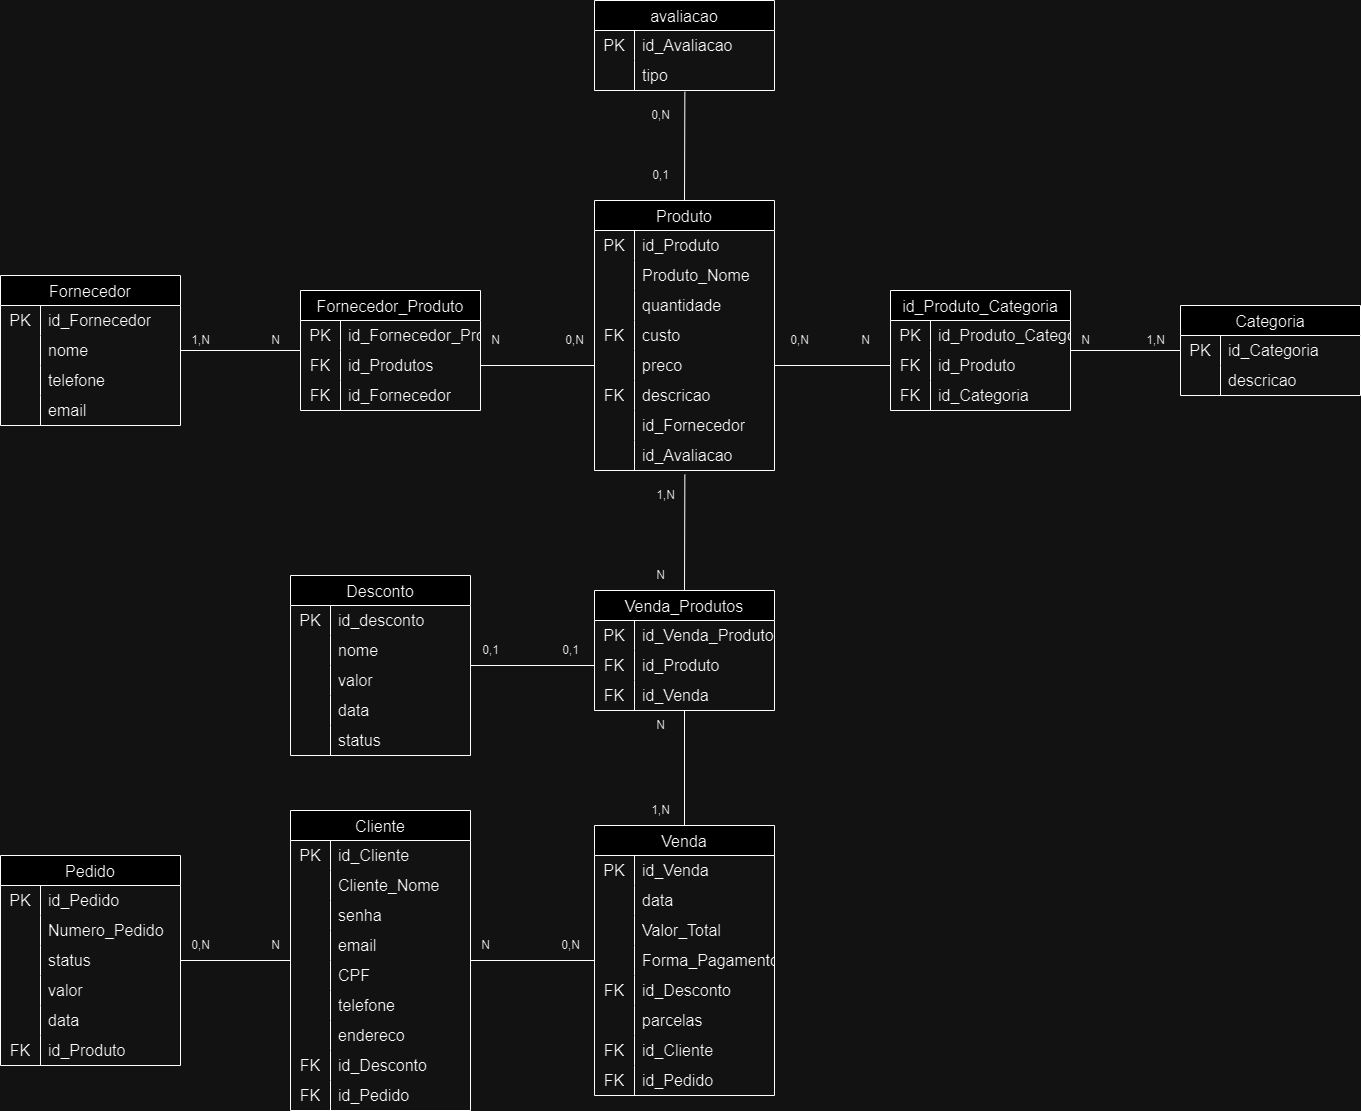 avaliacao
PK id_Avaliacao
tipo
0,N
0,1
Produto
PK id_Produto
Produto_Nome
quantidade
FK custo
preco
FK descricao
id_Fornecedor
id_Avaliacao
Fornecedor
PK id_Fornecedor
nome
telefone
email
1,N N
Fornecedor_Produto
PK id_Fornecedor_Pro
FK id_Produtos
FK id_Fornecedor
N 0,N
0,N N
id_Produto_Categoria
PK id_Produto_Catego
FK id_Produto
FK id_Categoria
N 1,N
Categoria
PK id_Categoria
descricao
1,N
N
Desconto
PK id_desconto
nome
valor
data
status
0,1 0,1
Venda_Produtos
PK id_Venda_Produto
FK id_Produto
FK id_Venda
N
1,N
Pedido
PK id_Pedido
Numero_Pedido
status
valor
data
FK id_Produto
0,N N
Cliente
PK id_Cliente
Cliente_Nome
senha
email
CPF
telefone
endereco
FK id_Desconto
FK id_Pedido
N 0,N
Venda
PK id_Venda
data
Valor_Total
Forma_Pagamento
FK id_Desconto
parcelas
FK id_Cliente
FK id_Pedido